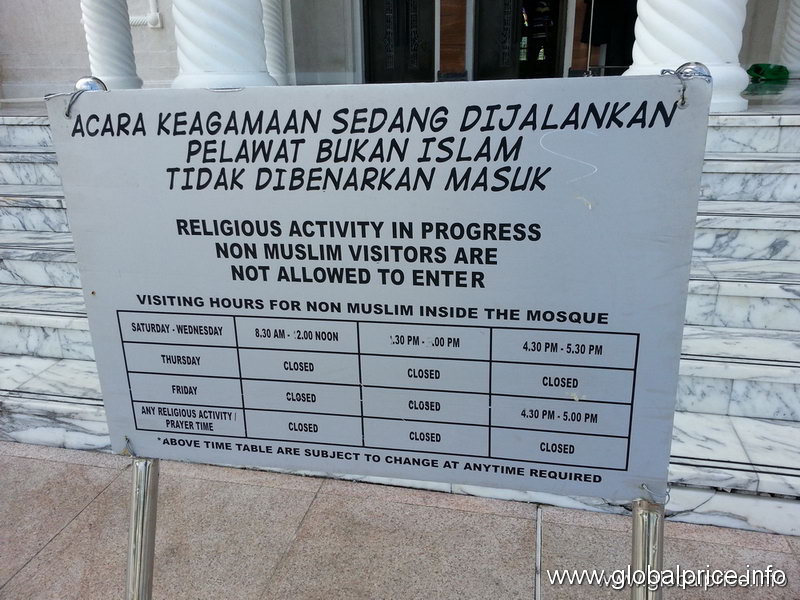 ACARA KEAGAMAAN SEDANG DIJALANKAN
PELAWAT BUKAN ISLAM
TIDAK DIBENARKAN MASUK
RELIGIOUS ACTIVITY IN PROGRESS
NON MUSLIM VISITORS ARE
NOT ALLOWED TO ENTER
VISITING HOURS FOR NON MUSLIM INSIDE THE MOSQUE
SATURDAY - WEDNESDAY 8.30 AM - 12.00 NOON PM PM 4.30 PM - 5.30 PM
THURSDAY CLOSED CLOSED CLOSED
FRIDAY CLOSED CLOSED 4.30 PM - 5.00 PM
ANY RELIGIOUS ACTIVITY / PRAYER TIME CLOSED CLOSED CLOSED
*ABOVE TIME TABLE ARE SUBJECT TO CHANGE AT ANYTIME REQUIRED
www.globalprice.info